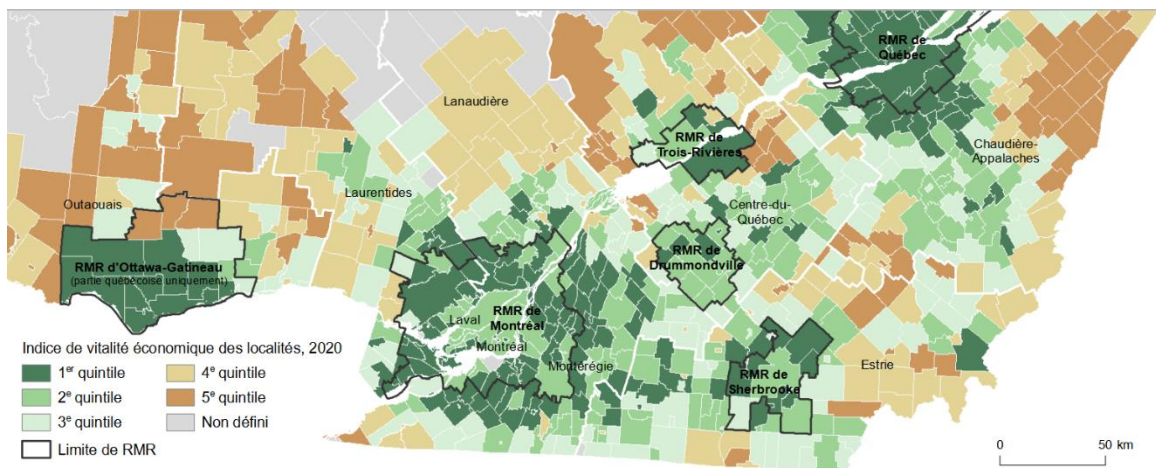 RMR de
Québec
Lanaudière
RMR de
Trois-Rivières
Chaudière-
Appalaches
Laurentides
Outaouais
Centre-du-
Québec
RMR de
Drummondville
RMR d'Ottawa-Gatineau
(partie québécoise uniquement)
Laval
RMR de
Montréal
Montréal
Montérégie
Estrie
RMR de
Sherbrooke
Indice de vitalité économique des localités, 2020
1er quintile
4e quintile
2e quintile
5e quintile
3e quintile
Non défini
Limite de RMR
0 50 km